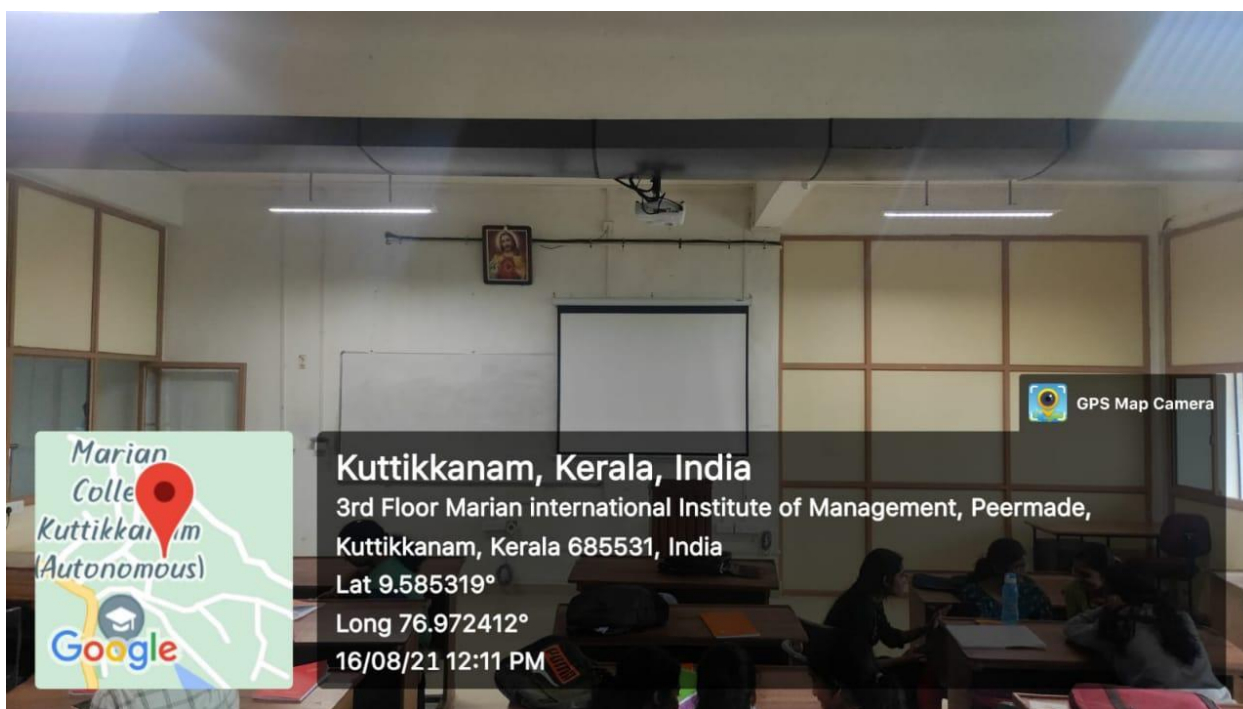 GPS Map Camera
Marian
Colle
Kuttikkanam
(Autonomous)
Google
Kuttikkanam, Kerala, India
3rd Floor Marian international Institute of Management, Peermade,
Kuttikkanam, Kerala 685531, India
Lat 9.585319°
Long 76.972412°
16/08/21 12:11 PM